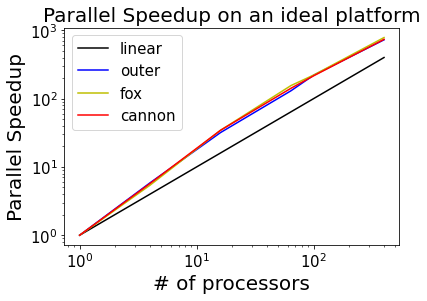 Parallel Speedup on an ideal platform
Parallel Speedup
10³
10²
10¹
10⁰
linear
outer
fox
cannon
10⁰ 10¹ 10²
# of processors